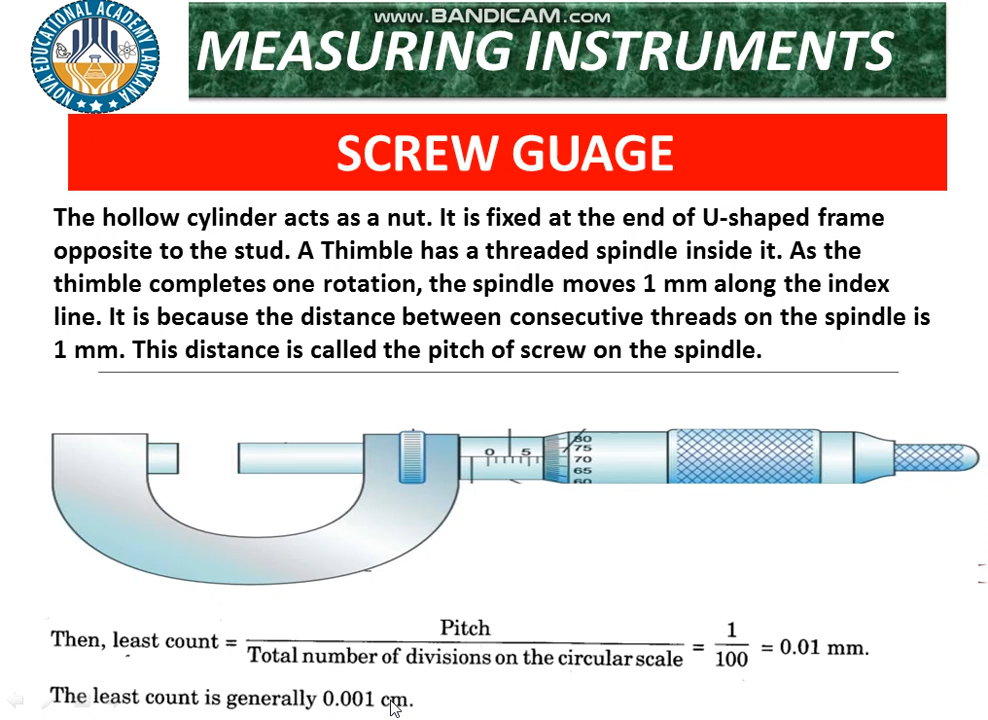 www.BANDICAM.com
NOVA EDUCATIONAL ACADEMY LARKANA
MEASURING INSTRUMENTS
SCREW GUAGE
The hollow cylinder acts as a nut. It is fixed at the end of U-shaped frame
opposite to the stud. A Thimble has a threaded spindle inside it. As the
thimble completes one rotation, the spindle moves 1 mm along the index
line. It is because the distance between consecutive threads on the spindle is
1 mm. This distance is called the pitch of screw on the spindle.
0 5
80
75
70
65
60
Then, least count = Pitch / Total number of divisions on the circular scale = 1 / 100 = 0.01 mm.
The least count is generally 0.001 cm.